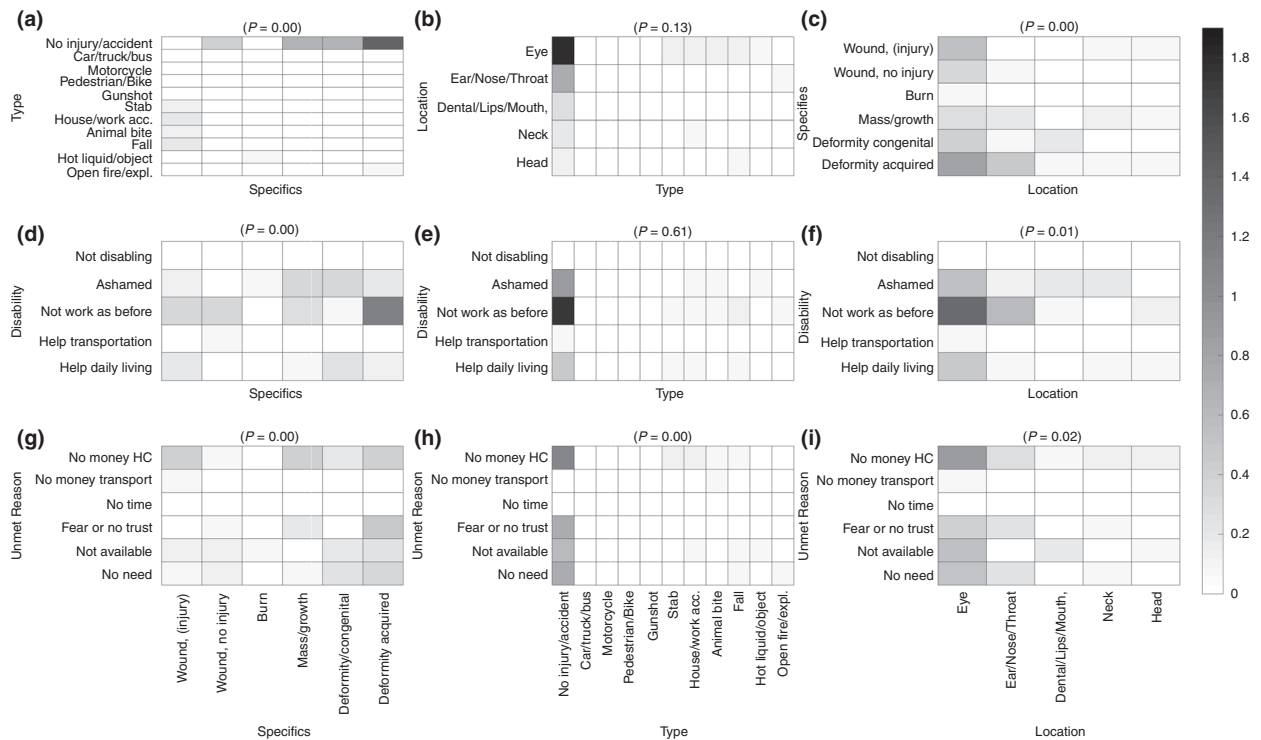 (a)
(P = 0.00)
Type
No injury/accident
Car/truck/bus
Motorcycle
Pedestrian/Bike
Gunshot
Stab
House/work acc.
Animal bite
Fall
Hot liquid/object
Open fire/expl.
Specifics
(b)
(P = 0.13)
Location
Eye
Ear/Nose/Throat
Dental/Lips/Mouth,
Neck
Head
Type
(c)
(P = 0.00)
Specifies
Wound, (injury)
Wound, no injury
Burn
Mass/growth
Deformity congenital
Deformity acquired
Location
(d)
(P = 0.00)
Disability
Not disabling
Ashamed
Not work as before
Help transportation
Help daily living
Specifics
(e)
(P = 0.61)
Disability
Not disabling
Ashamed
Not work as before
Help transportation
Help daily living
Type
(f)
(P = 0.01)
Disability
Not disabling
Ashamed
Not work as before
Help transportation
Help daily living
Location
(g)
(P = 0.00)
Unmet Reason
No money HC
No money transport
No time
Fear or no trust
Not available
No need
Wound, (injury)
Wound, no injury
Burn
Mass/growth
Deformity/congenital
Deformity acquired
Specifics
(h)
(P = 0.00)
Unmet Reason
No money HC
No money transport
No time
Fear or no trust
Not available
No need
No injury/accident
Car/truck/bus
Motorcycle
Pedestrian/Bike
Gunshot
Stab
House/work acc.
Animal bite
Fall
Hot liquid/object
Open fire/expl.
Type
(i)
(P = 0.02)
Unmet Reason
No money HC
No money transport
No time
Fear or no trust
Not available
No need
Eye
Ear/Nose/Throat
Dental/Lips/Mouth,
Neck
Head
Location
1.8
1.6
1.4
1.2
1
0.8
0.6
0.4
0.2
0